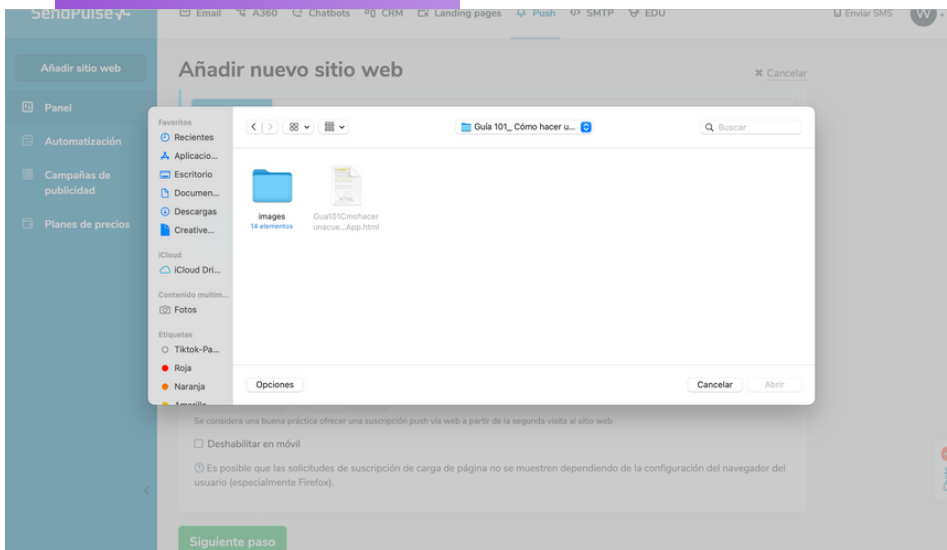 SendPulse
Email A360 Chatbots CRM Landing pages Push SMTP EDU Enviar SMS W
Añadir sitio web
Añadir nuevo sitio web
Cancelar
Panel
Automatización
Campañas de
publicidad
Planes de precios
Favoritos
Recientes
Aplicacio...
Escritorio
Documen...
Descargas
Creative...
iCloud
iCloud Dri...
Contenido multim...
Fotos
Etiquetas
Tiktok-Pa...
Roja
Naranja
Amarilla
Guía 101_ Cómo hacer u...
Buscar
images
14 elementos
HTML
Gua101Cmohacer
unacue...App.html
Opciones
Cancelar
Abrir
Se considera una buena práctica ofrecer una suscripción push vía web a partir de la segunda visita al sitio web
Deshabilitar en móvil
Es posible que las solicitudes de suscripción de carga de página no se muestren dependiendo de la configuración del navegador del
usuario (especialmente Firefox).
Siguiente paso